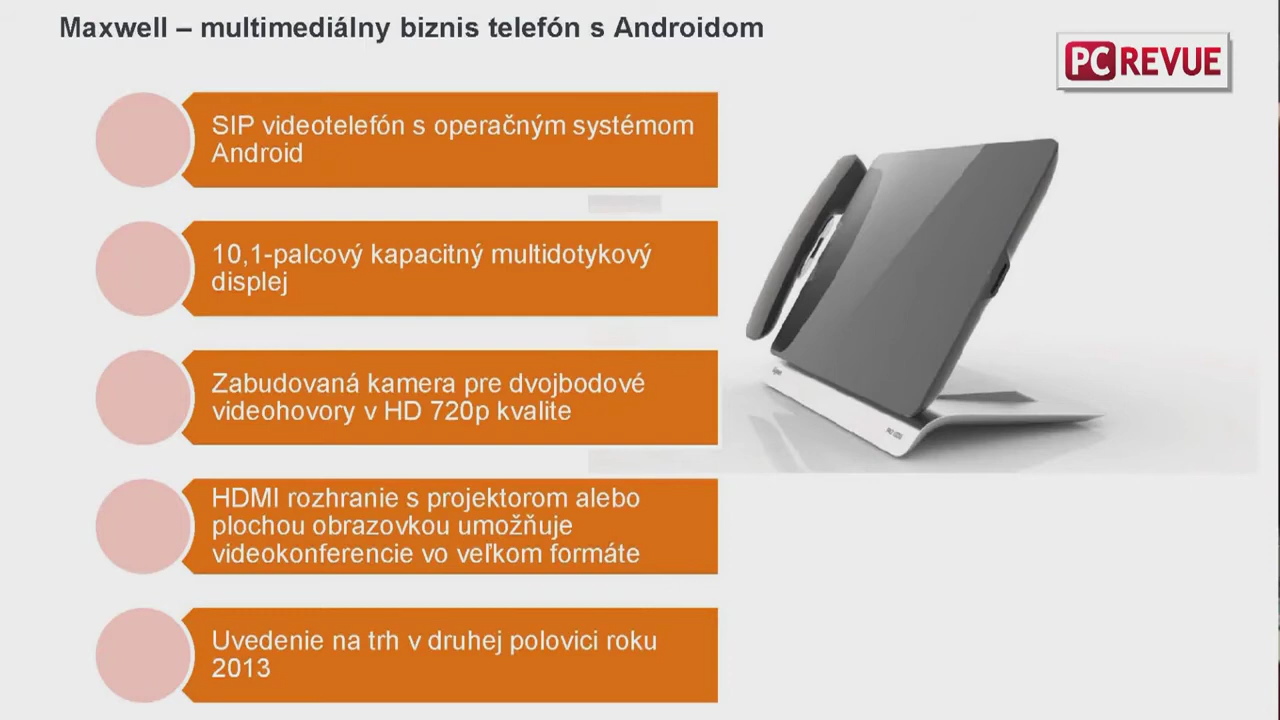 Maxwell – multimediálny biznis telefón s Androidom
PC REVUE
SIP videotelefón s operačným systémom
Android
10,1-palcový kapacitný multidotykový
displej
Zabudovaná kamera pre dvojbodové
videohovory v HD 720p kvalite
HDMI rozhranie s projektorom alebo
plochou obrazovkou umožňuje
videokonferencie vo veľkom formáte
Uvedenie na trh v druhej polovici roku
2013